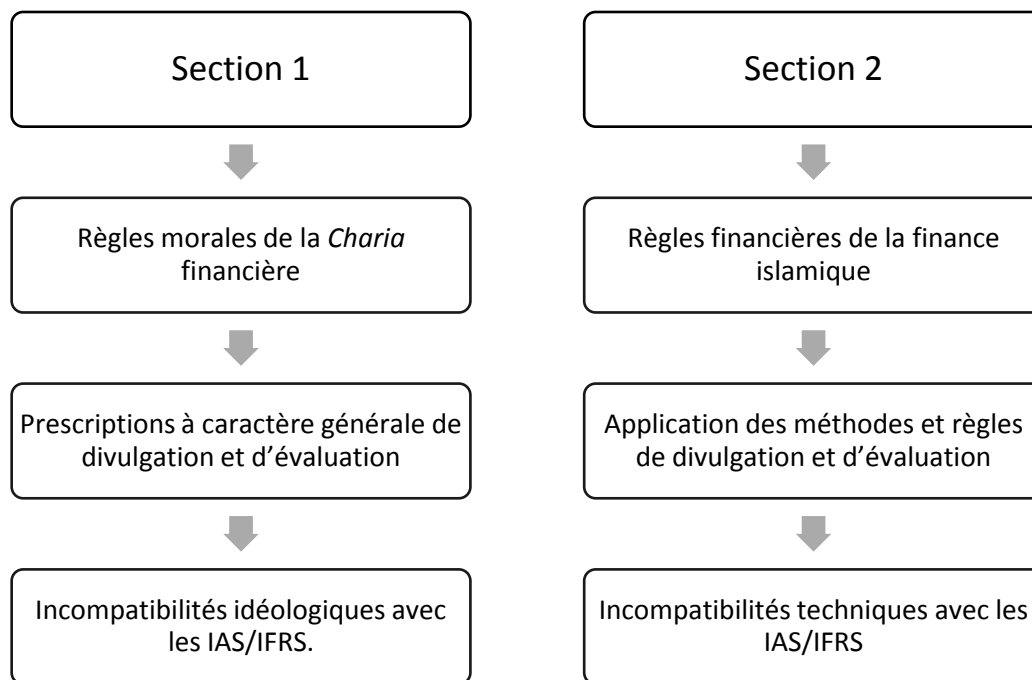 Section 1
Règles morales de la Charia
financière
Prescriptions à caractère générale de
divulgation et d'évaluation
Incompatibilités idéologiques avec
les IAS/IFRS.
Section 2
Règles financières de la finance
islamique
Application des méthodes et règles
de divulgation et d'évaluation
Incompatibilités techniques avec les
IAS/IFRS